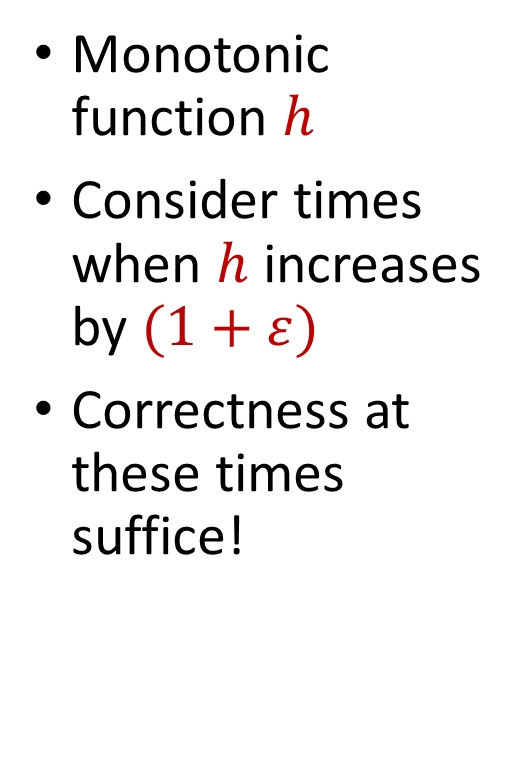 • Monotonic
function ℎ
• Consider times
when ℎ increases
by (1 + 𝜀)
• Correctness at
these times
suffice!